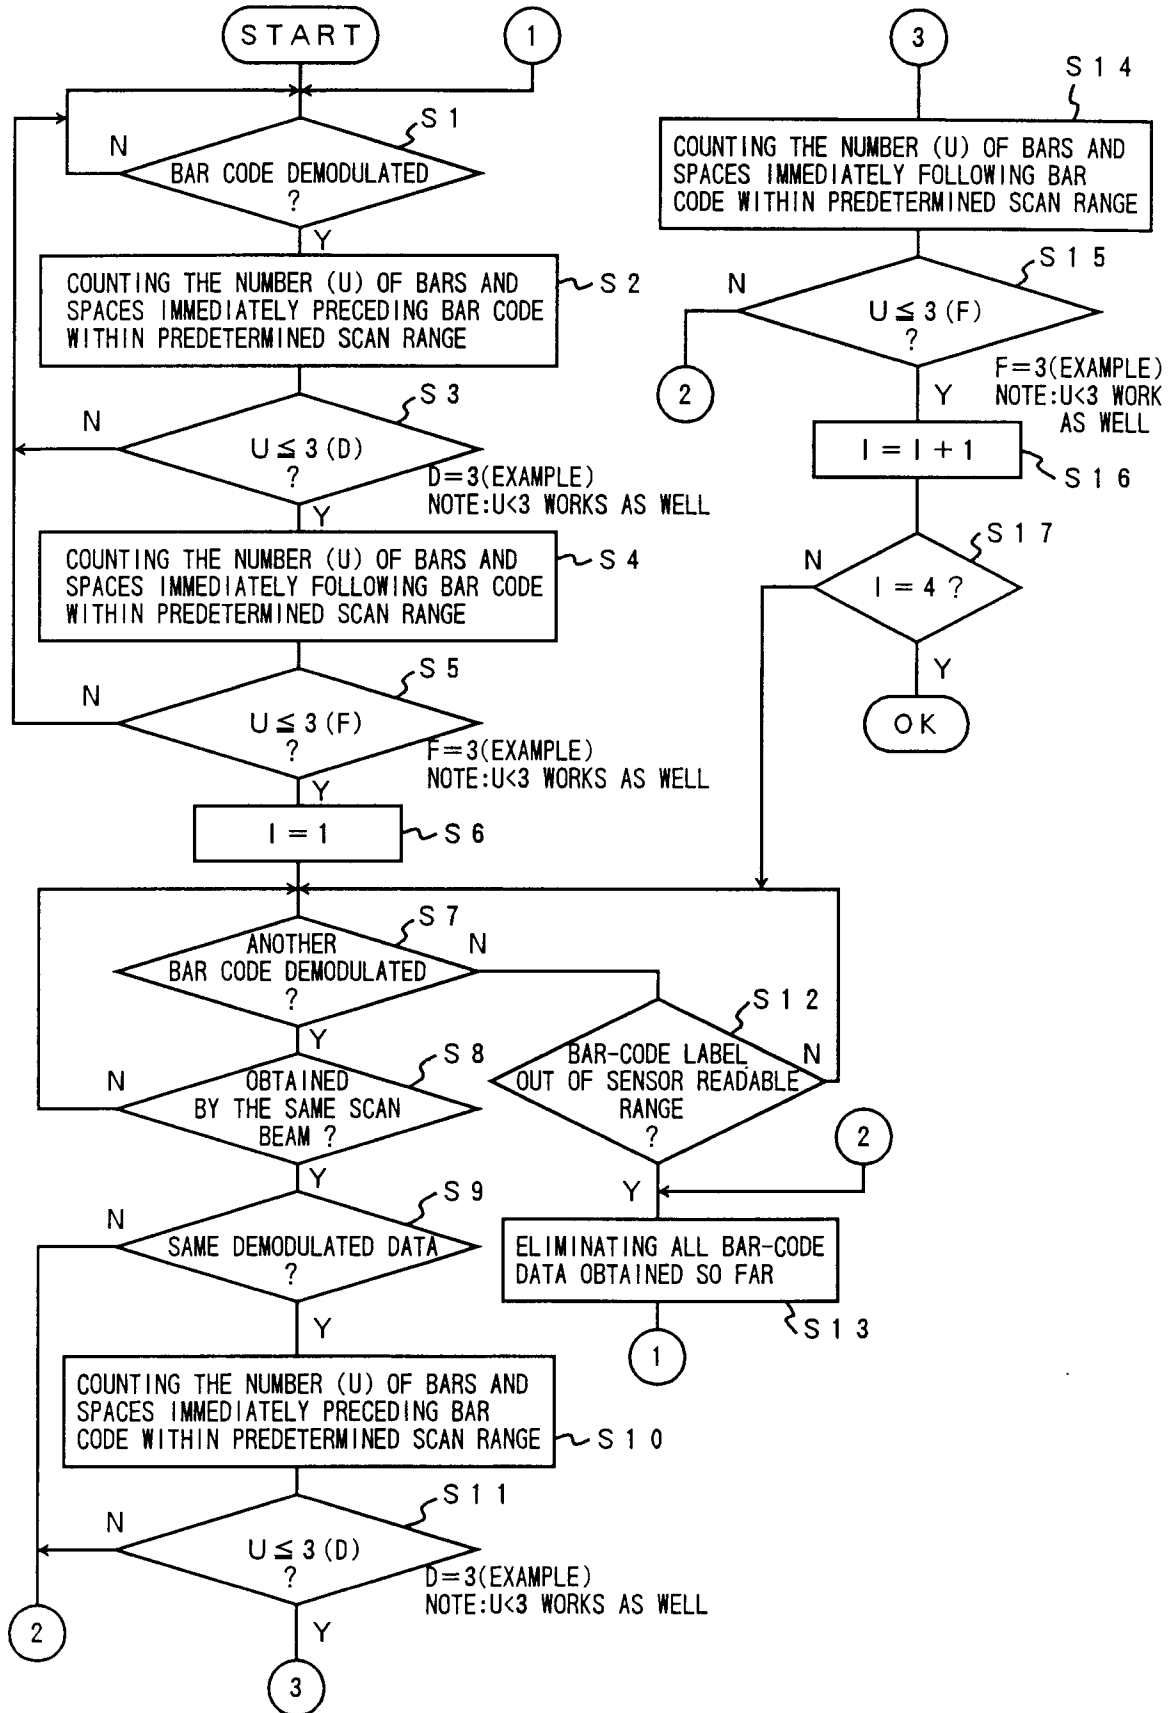 START
1
S1
N
BAR CODE DEMODULATED
?
Y
COUNTING THE NUMBER (U) OF BARS AND
SPACES IMMEDIATELY PRECEDING BAR CODE
WITHIN PREDETERMINED SCAN RANGE
S2
S3
N
U ≦ 3 (D)
?
D=3(EXAMPLE)
NOTE:U<3 WORKS AS WELL
Y
COUNTING THE NUMBER (U) OF BARS AND
SPACES IMMEDIATELY FOLLOWING BAR CODE
WITHIN PREDETERMINED SCAN RANGE
S4
S5
N
U ≦ 3 (F)
?
F=3(EXAMPLE)
NOTE:U<3 WORKS AS WELL
Y
I = 1
S6
S7
ANOTHER
BAR CODE DEMODULATED
?
N
Y
S8
N
OBTAINED
BY THE SAME SCAN
BEAM ?
Y
S9
N
SAME DEMODULATED DATA
?
Y
COUNTING THE NUMBER (U) OF BARS AND
SPACES IMMEDIATELY PRECEDING BAR
CODE WITHIN PREDETERMINED SCAN RANGE
S10
S11
N
U ≦ 3 (D)
?
D=3(EXAMPLE)
NOTE:U<3 WORKS AS WELL
2
Y
3
S12
BAR-CODE LABEL
OUT OF SENSOR READABLE
RANGE
?
N
2
Y
ELIMINATING ALL BAR-CODE
DATA OBTAINED SO FAR
S13
1
3
S14
COUNTING THE NUMBER (U) OF BARS AND
SPACES IMMEDIATELY FOLLOWING BAR
CODE WITHIN PREDETERMINED SCAN RANGE
S15
N
U ≦ 3 (F)
?
2
F=3(EXAMPLE)
NOTE:U<3 WORK
AS WELL
Y
I = I + 1
S16
S17
N
I = 4 ?
Y
OK